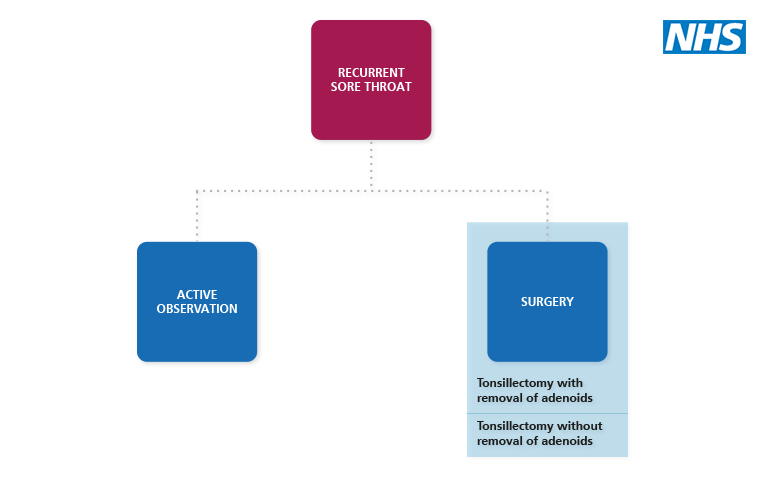 NHS
RECURRENT
SORE THROAT
ACTIVE
OBSERVATION
SURGERY
Tonsillectomy with
removal of adenoids
Tonsillectomy without
removal of adenoids